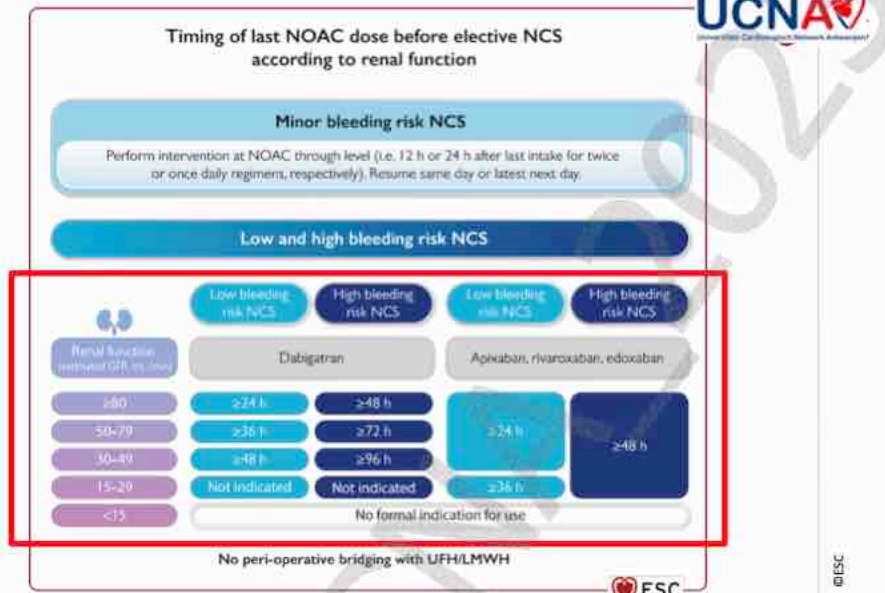 UCNA
Timing of last NOAC dose before elective NCS
according to renal function
Minor bleeding risk NCS
Perform intervention at NOAC through level (i.e. 12 h or 24 h after last intake for twice
or once daily regimens, respectively). Resume same day or latest next day.
Low and high bleeding risk NCS
Low bleeding
risk NCS
High bleeding
risk NCS
Low bleeding
risk NCS
High bleeding
risk NCS
Renal function
(estimated GFR, mL/min)
Dabigatran
Apixaban, rivaroxaban, edoxaban
≥80 ≥24 h ≥48 h
50–79 ≥36 h ≥72 h ≥24 h
30–49 ≥48 h ≥96 h ≥48 h
15–29 Not indicated Not indicated ≥36 h
<15 No formal indication for use
No peri-operative bridging with UFH/LMWH
ESC
©ESC